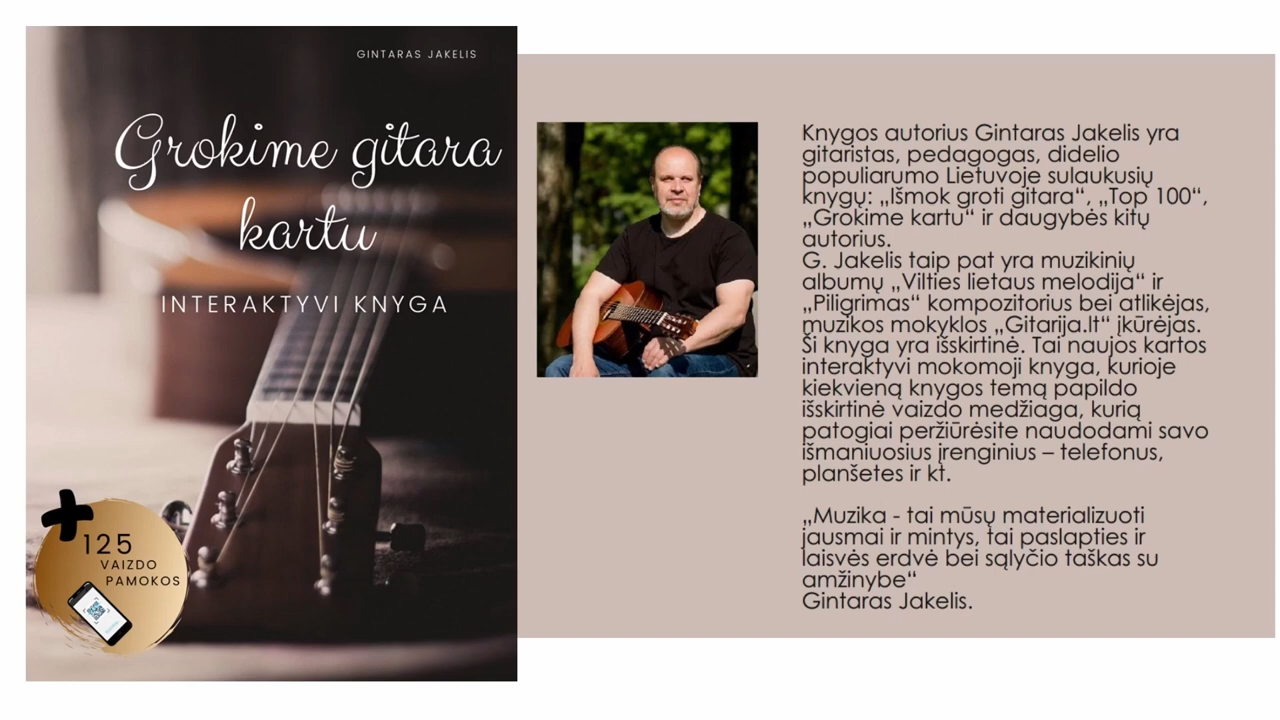 GINTARAS JAKELIS
Grokime gitara
kartu
INTERAKTYVI KNYGA
+
125
VAIZDO
PAMOKOS
Knygos autorius Gintaras Jakelis yra
gitaristas, pedagogas, didelio
populiarumo Lietuvoje sulaukusių
knygų: „Išmok groti gitara“, „Top 100“,
„Grokime kartu“ ir daugybės kitų
autorius.
G. Jakelis taip pat yra muzikinių
albumų „Vilties lietaus melodija“ ir
„Piligrimas“ kompozitorius bei atlikėjas,
muzikos mokyklos „Gitarija.lt“ įkūrėjas.
Ši knyga yra išskirtinė. Tai naujos kartos
interaktyvi mokomoji knyga, kurioje
kiekvieną knygos temą papildo
išskirtinė vaizdo medžiaga, kurią
patogiai peržiūrėsite naudodami savo
išmaniuosius įrenginius – telefonus,
planšetes ir kt.
„Muzika - tai mūsų materializuoti
jausmai ir mintys, tai paslapties ir
laisvės erdvė bei sąlyčio taškas su
amžinybe“
Gintaras Jakelis.